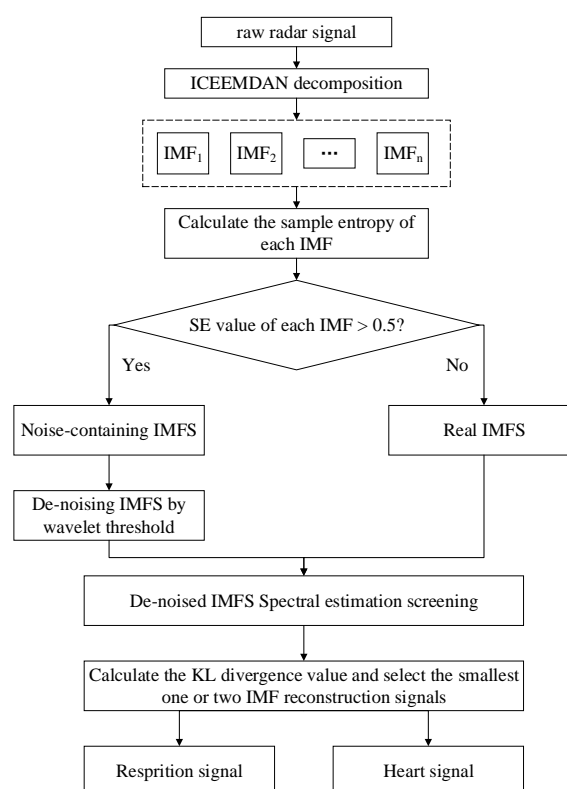 raw radar signal
ICEEMDAN decomposition
IMF₁ IMF₂ ... IMFₙ
Calculate the sample entropy of
each IMF
SE value of each IMF > 0.5?
Yes No
Noise-containing IMFS Real IMFS
De-noising IMFS by
wavelet threshold
De-noised IMFS Spectral estimation screening
Calculate the KL divergence value and select the smallest
one or two IMF reconstruction signals
Resprition signal Heart signal